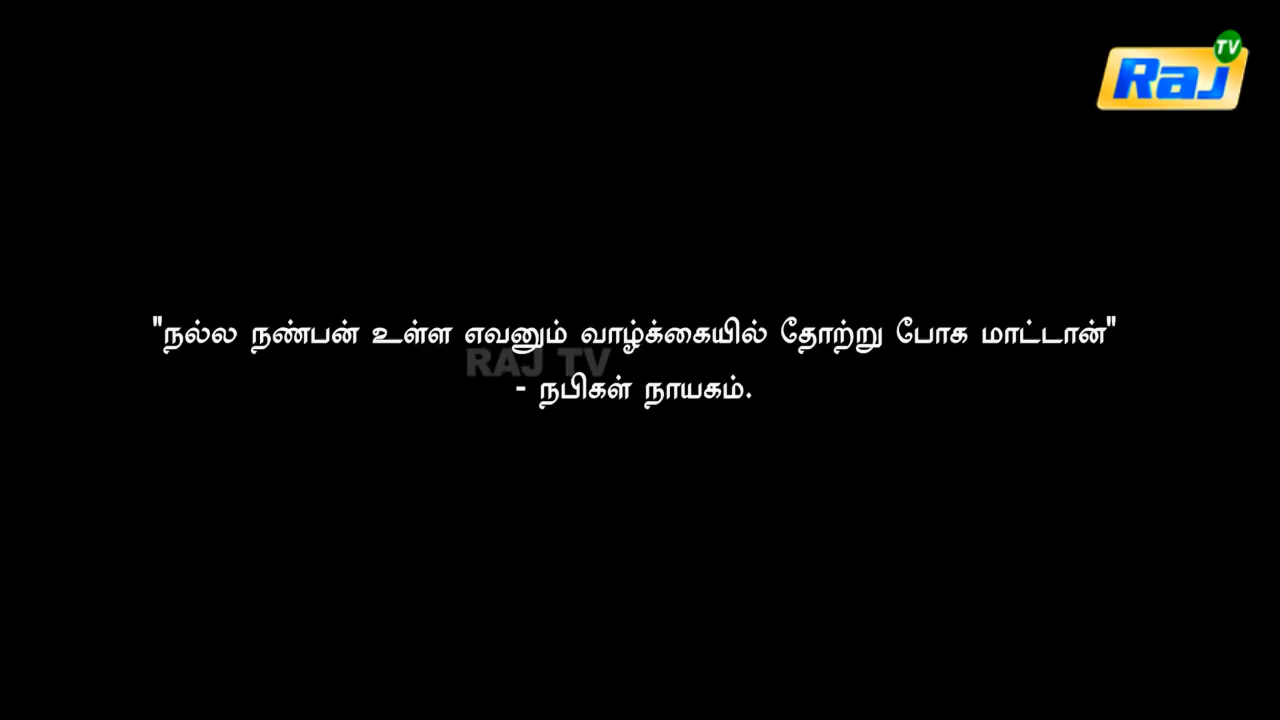 Raj TV
"நல்ல நண்பன் உள்ள எவனும் வாழ்க்கையில் தோற்று போக மாட்டான்"
RAJ TV
- நபிகள் நாயகம்.